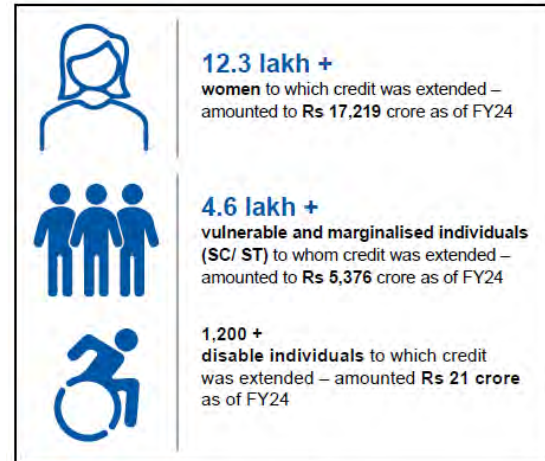 12.3 lakh +
women to which credit was extended –
amounted to Rs 17,219 crore as of FY24
4.6 lakh +
vulnerable and marginalised individuals
(SC/ ST) to whom credit was extended –
amounted to Rs 5,376 crore as of FY24
1,200 +
disable individuals to which credit
was extended – amounted Rs 21 crore
as of FY24